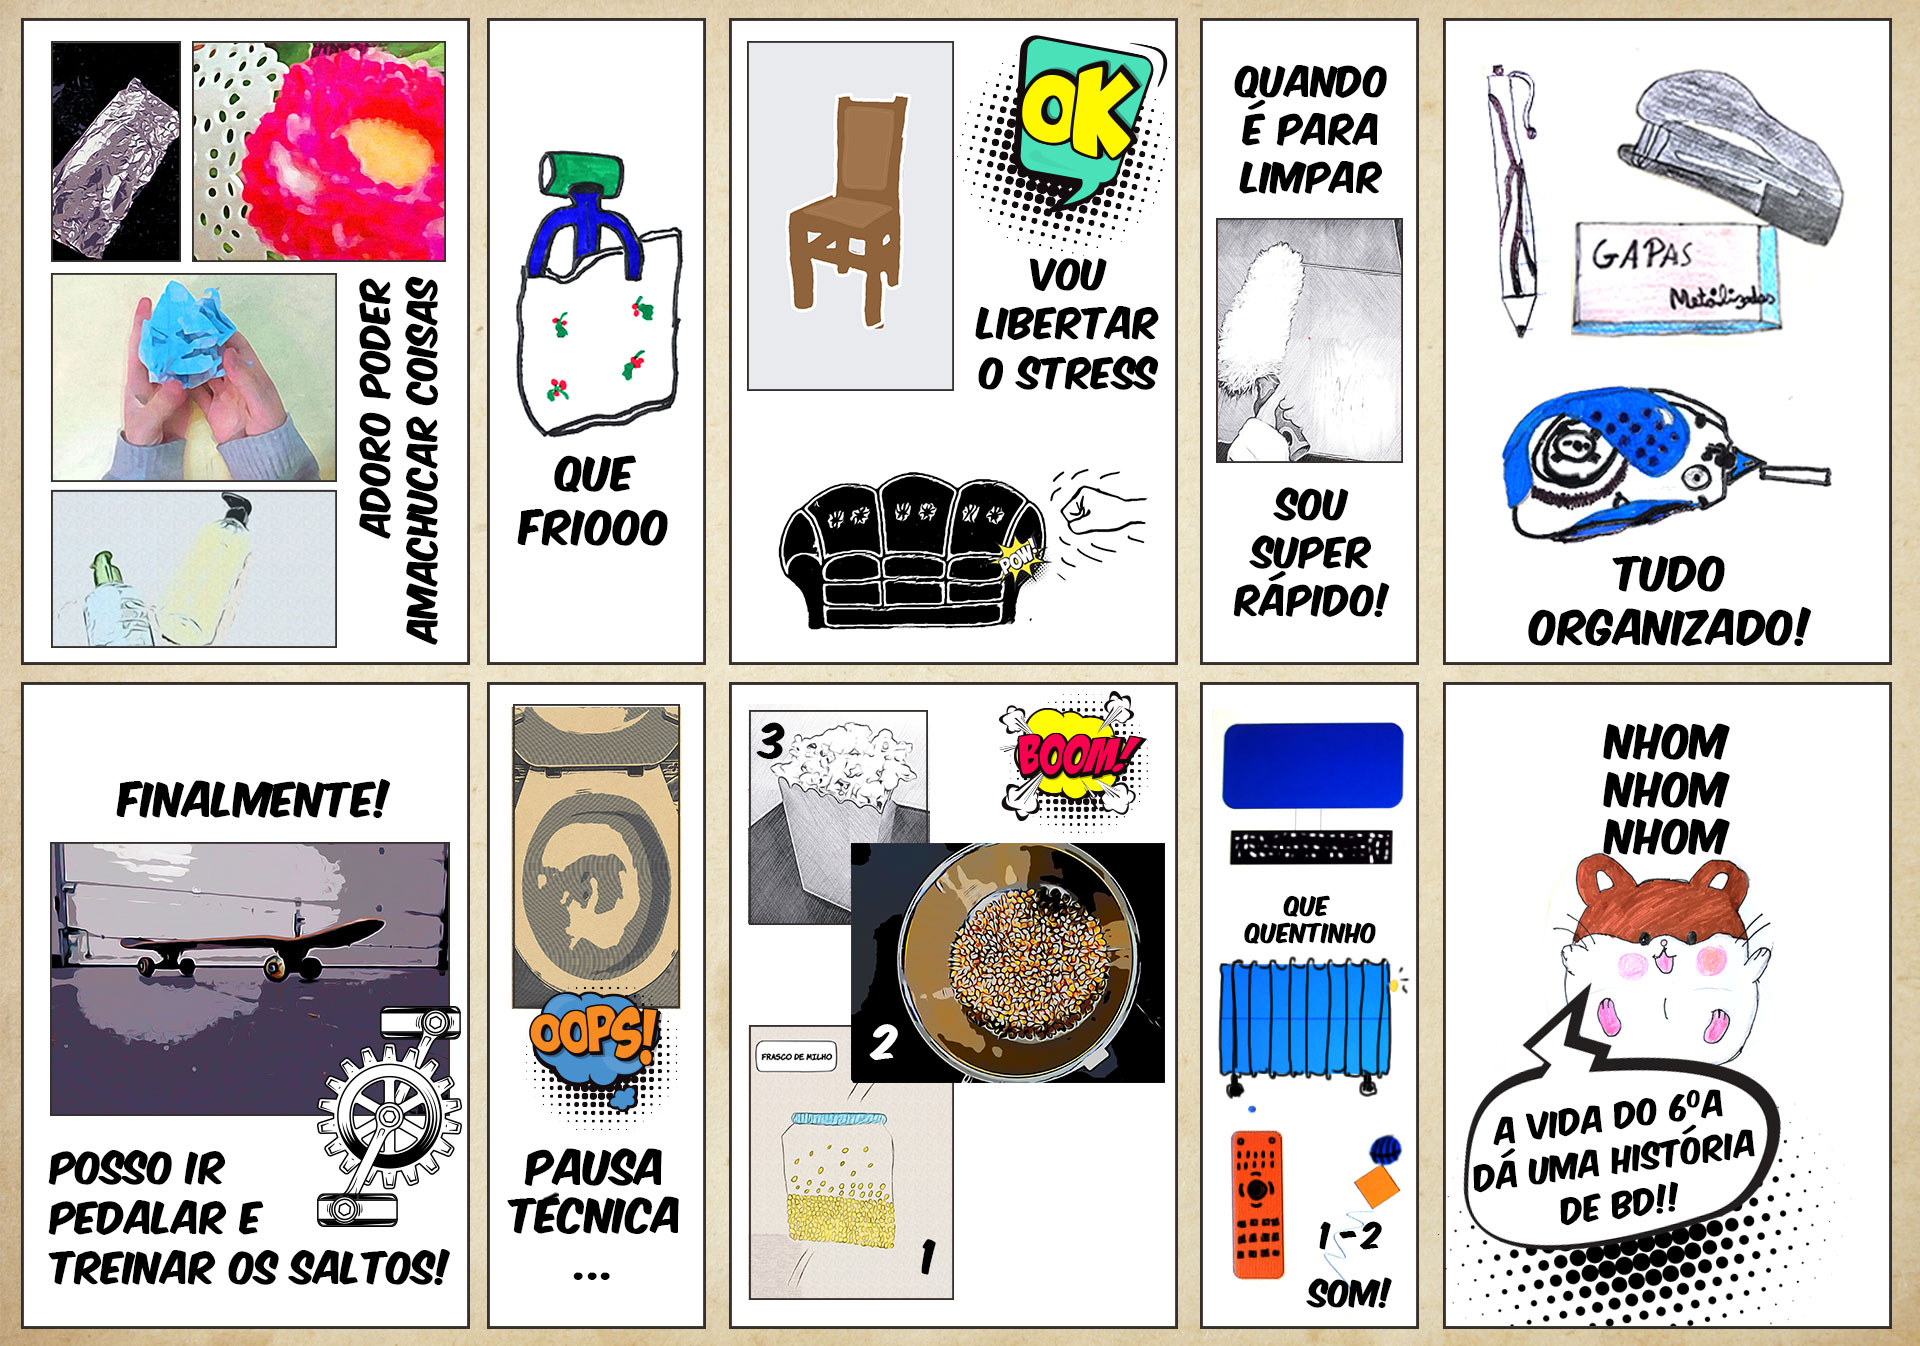 ADORO PODER
AMACHUCAR COISAS
QUE
FRIOOO
OK
VOU
LIBERTAR
O STRESS
POW!
QUANDO
É PARA
LIMPAR
SOU
SUPER
RÁPIDO!
GAPAS
Metálizadas
TUDO
ORGANIZADO!
FINALMENTE!
POSSO IR
PEDALAR E
TREINAR OS SALTOS!
OOPS!
PAUSA
TÉCNICA
...
3
BOOM!
2
FRASCO DE MILHO
1
QUE
QUENTINHO
1-2
SOM!
NHOM
NHOM
NHOM
A VIDA DO 6ºA
DÁ UMA HISTÓRIA
DE BD!!